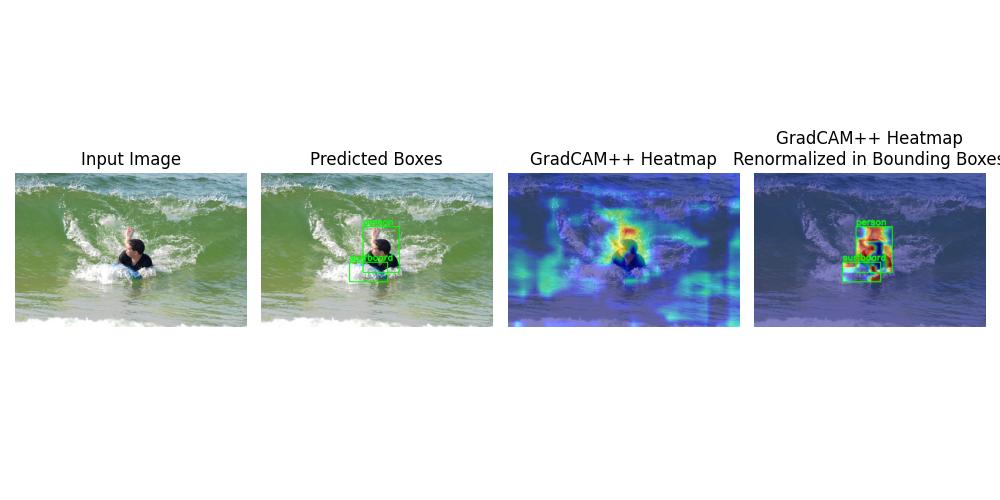 Input Image
Predicted Boxes
GradCAM++ Heatmap
GradCAM++ Heatmap
Renormalized in Bounding Boxes
person
surfboard
person
surfboard